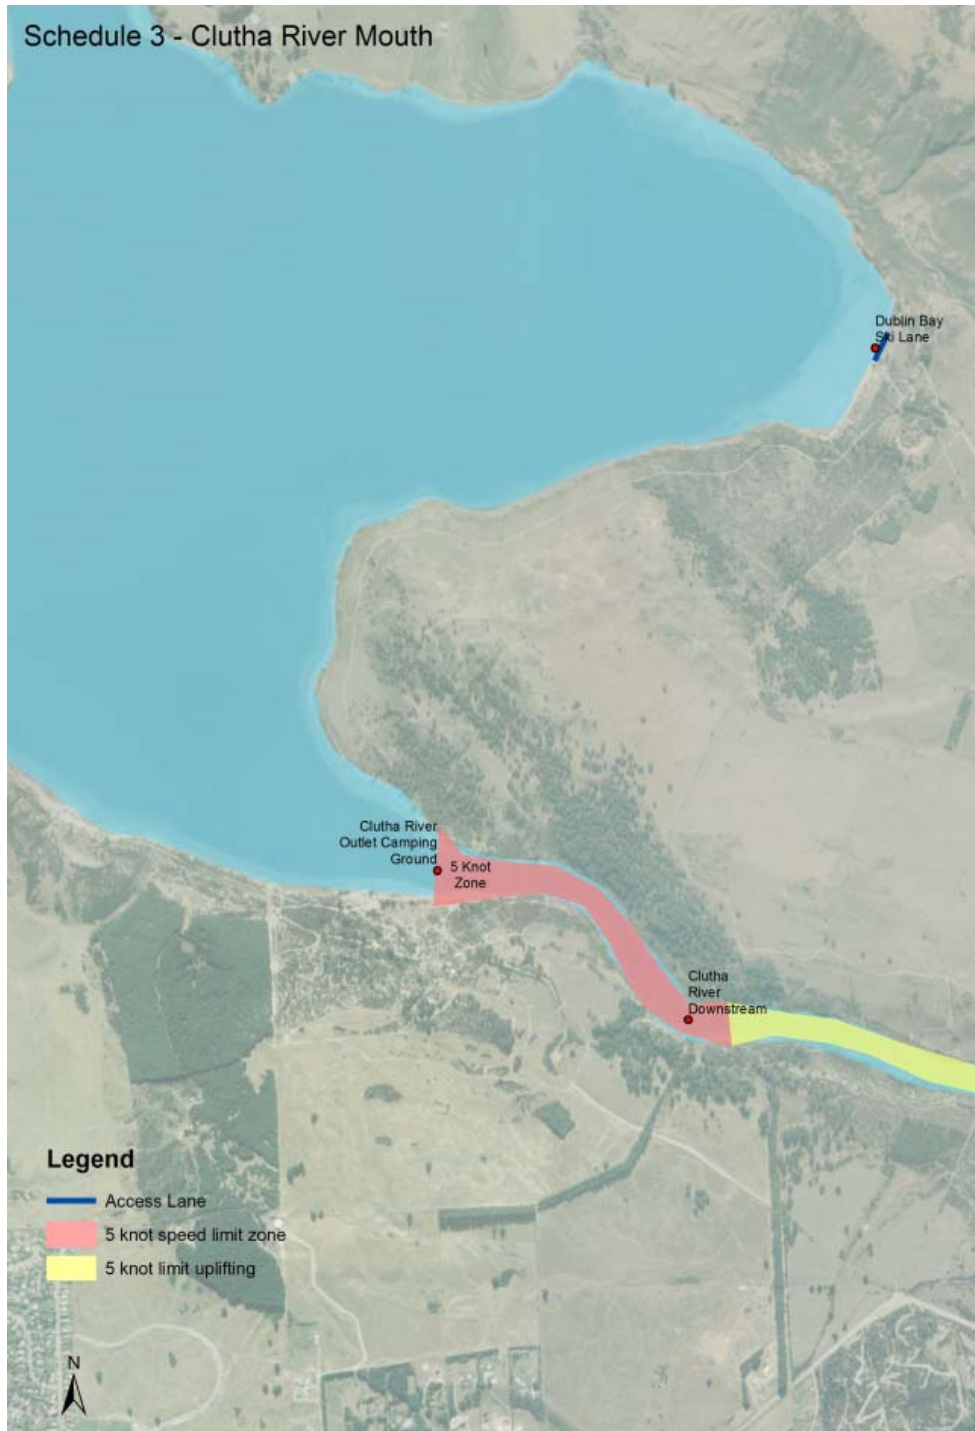 Schedule 3 - Clutha River Mouth
Dublin Bay
Ski Lane
Clutha River
Outlet Camping
Ground
5 Knot
Zone
Clutha
River
Downstream
Legend
Access Lane
5 knot speed limit zone
5 knot limit uplifting
N